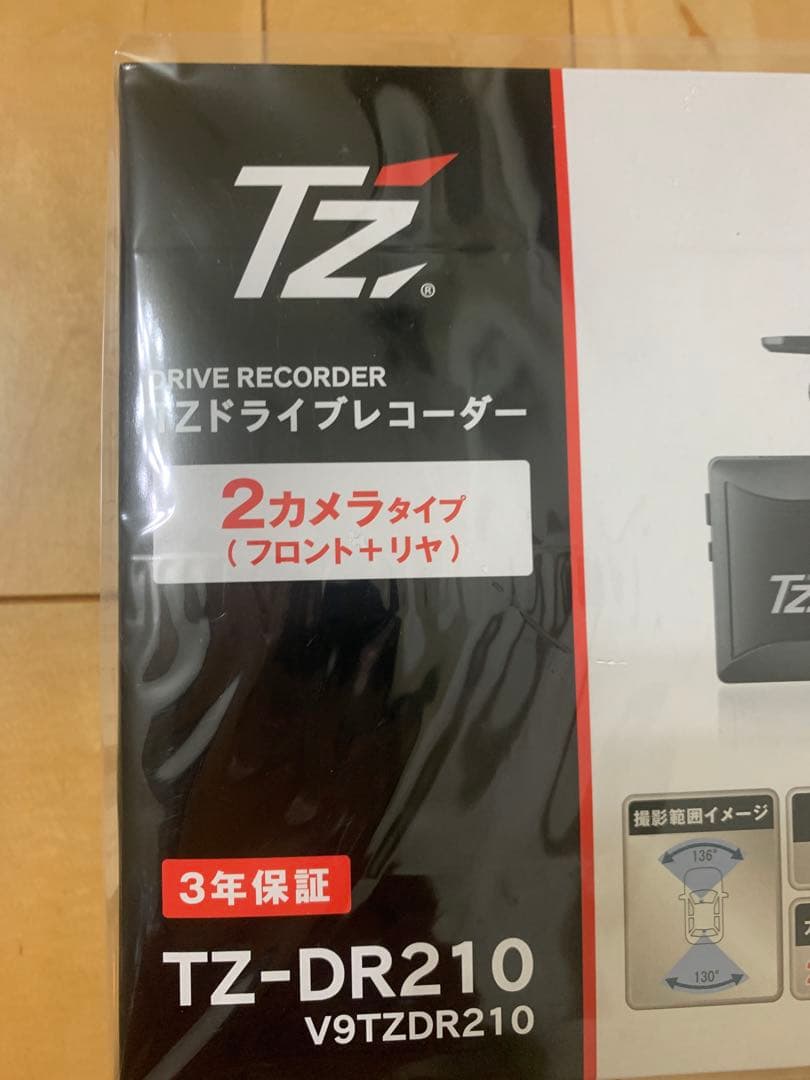 TZ®
DRIVE RECORDER
TZドライブレコーダー
2カメラタイプ
(フロント+リヤ)
TZ
撮影範囲イメージ
136°
130°
3年保証
TZ-DR210
V9TZDR210